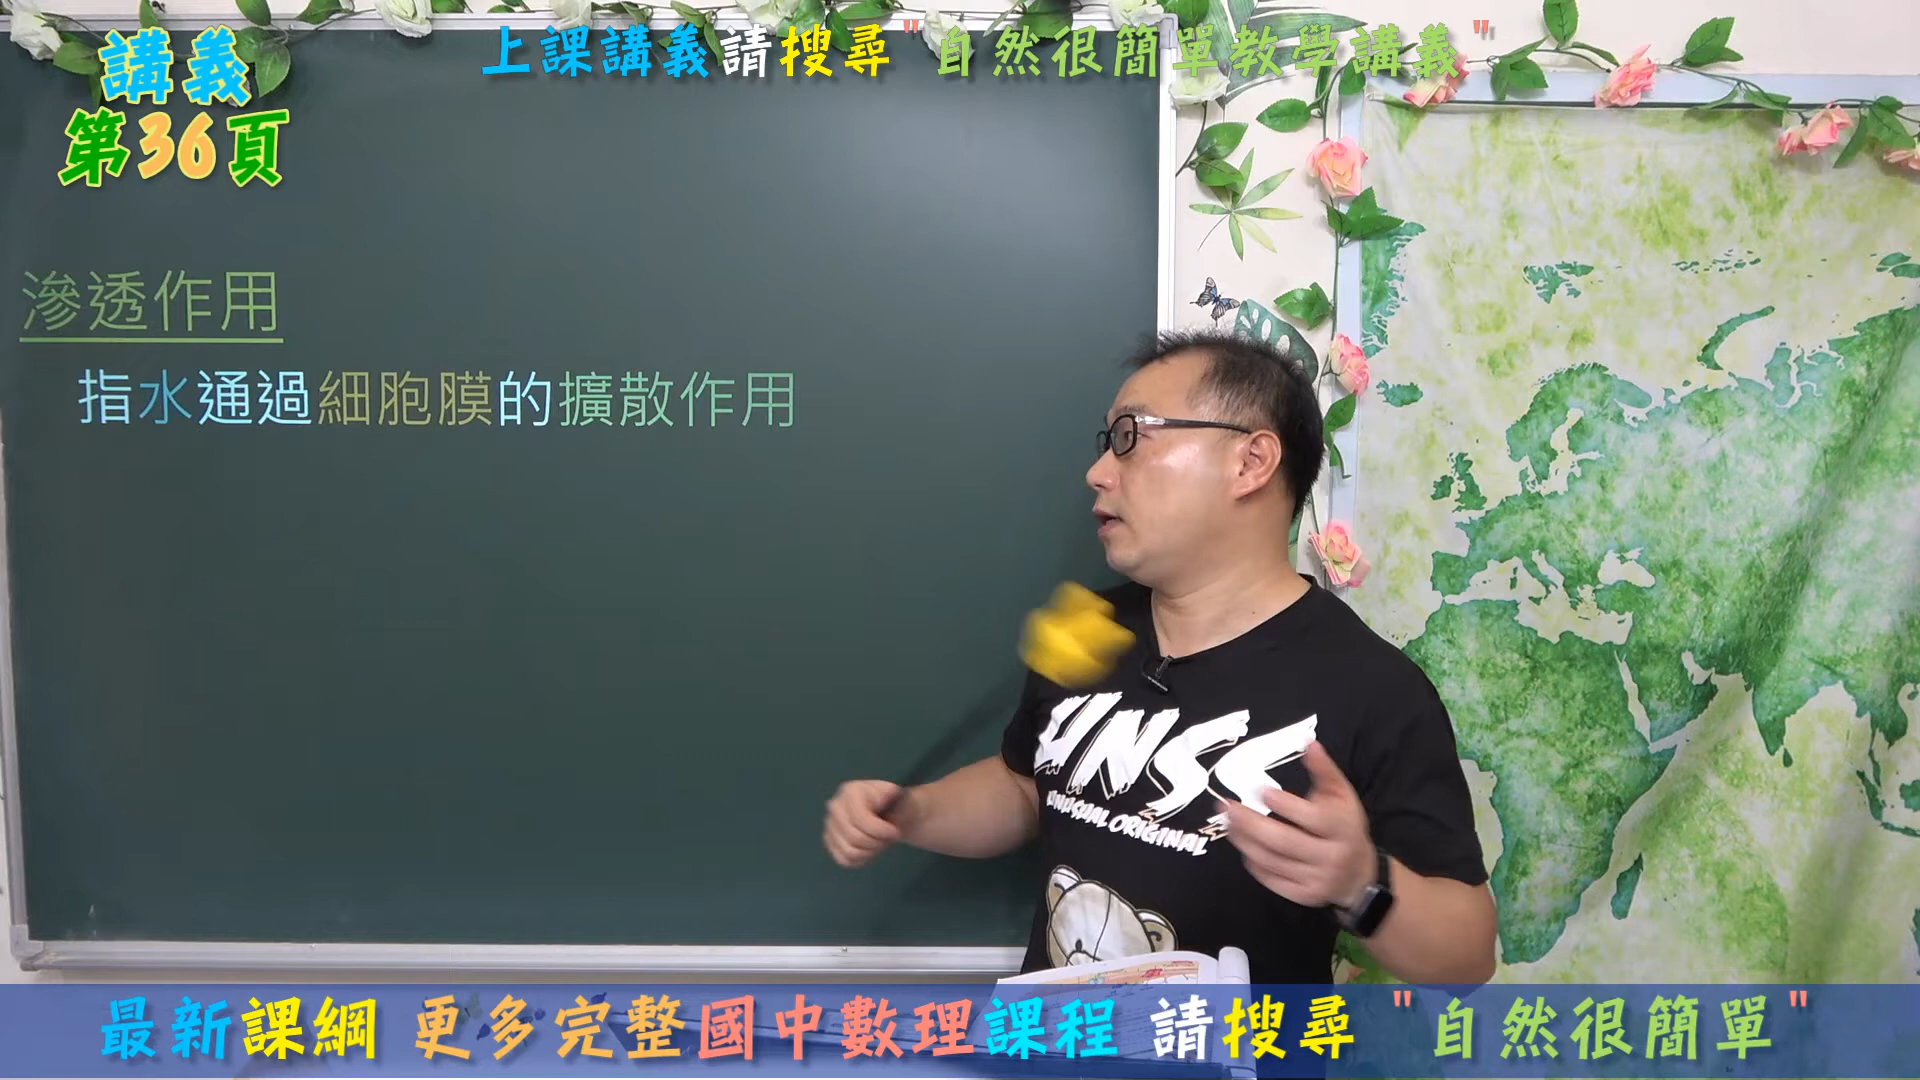 上課講義請搜尋"自然很簡單教學講義"
講義
第36頁
滲透作用
指水通過細胞膜的擴散作用
UNSS
UNUSUAL ORIGINAL
最新課綱 更多完整國中數理課程 請搜尋 "自然很簡單"